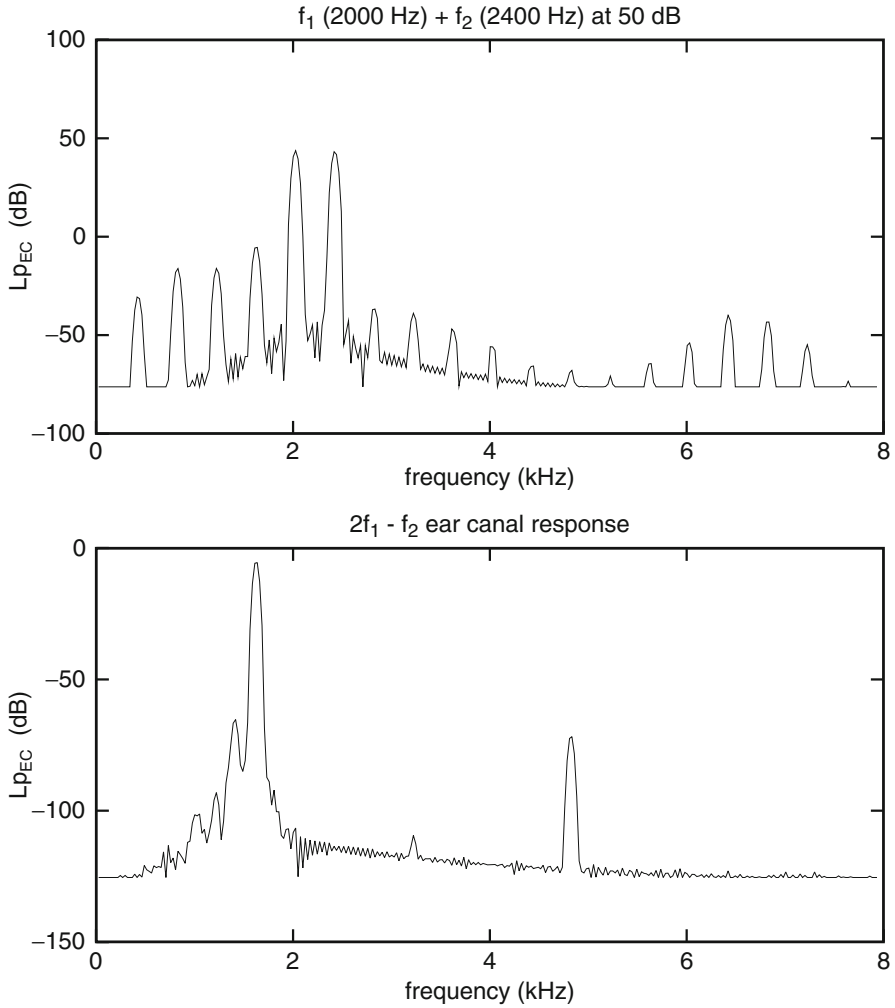 f₁ (2000 Hz) + f₂ (2400 Hz) at 50 dB
100
50
0
−50
−100
Lp_EC (dB)
0 2 4 6 8
frequency (kHz)
2f₁ - f₂ ear canal response
0
−50
−100
−150
Lp_EC (dB)
0 2 4 6 8
frequency (kHz)